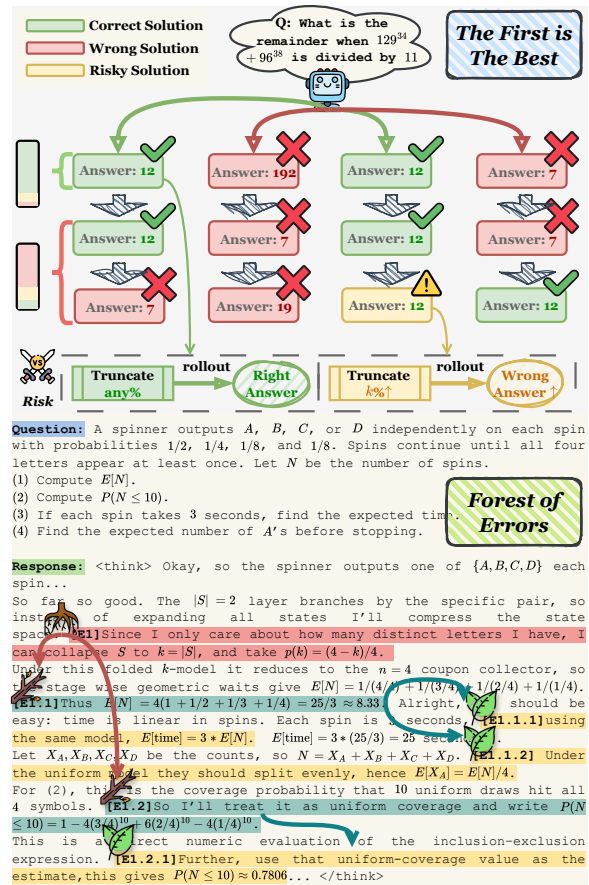 Correct Solution
Wrong Solution
Risky Solution
Q: What is the
remainder when 129^34
+ 96^38 is divided by 11
The First is
The Best
Answer: 12
Answer: 192
Answer: 12
Answer: 7
Answer: 12
Answer: 7
Answer: 12
Answer: 7
Answer: 7
Answer: 19
Answer: 12
Answer: 12
VS
Risk
Truncate
any%
rollout
Right
Answer
Truncate
k%↑
rollout
Wrong
Answer ↑
Question: A spinner outputs A, B, C, or D independently on each spin
with probabilities 1/2, 1/4, 1/8, and 1/8. Spins continue until all four
letters appear at least once. Let N be the number of spins.
(1) Compute E[N].
(2) Compute P(N ≤ 10).
(3) If each spin takes 3 seconds, find the expected time.
(4) Find the expected number of A's before stopping.
Forest of
Errors
Response: <think> Okay, so the spinner outputs one of {A,B,C,D} each
spin...
So far so good. The |S| = 2 layer branches by the specific pair, so
of expanding all states I'll compress the state
[E1]Since I only care about how many distinct letters I have, I
can collapse S to k=|S|, and take p(k) = (4−k)/4.
Under this folded k-model it reduces to the n=4 coupon collector, so
stage wise geometric waits give E[N] = 1/(4/4) + 1/(3/4) + 1/(2/4) + 1/(1/4).
[E1.1]Thus E[N] = 4(1 + 1/2 + 1/3 + 1/4) = 25/3 ≈ 8.33. Alright, should be
easy: time is linear in spins. Each spin is 3 seconds, [E1.1.1]using
the same model, E[time] = 3∗E[N]. E[time] = 3∗(25/3) = 25
Let X_A, X_B, X_C, X_D be the counts, so N = X_A + X_B + X_C + X_D. [E1.1.2] Under
the uniform model they should split evenly, hence E[X_A] = E[N]/4.
For (2), this is the coverage probability that 10 uniform draws hit all
4 symbols. [E1.2]So I'll treat it as uniform coverage and write P(N
≤ 10) = 1 − 4(3/4)^10 + 6(2/4)^10 − 4(1/4)^10.
This is a direct numeric evaluation of the inclusion-exclusion
expression. [E1.2.1]Further, use that uniform-coverage value as the
estimate,this gives P(N ≤ 10) ≈ 0.7806... </think>